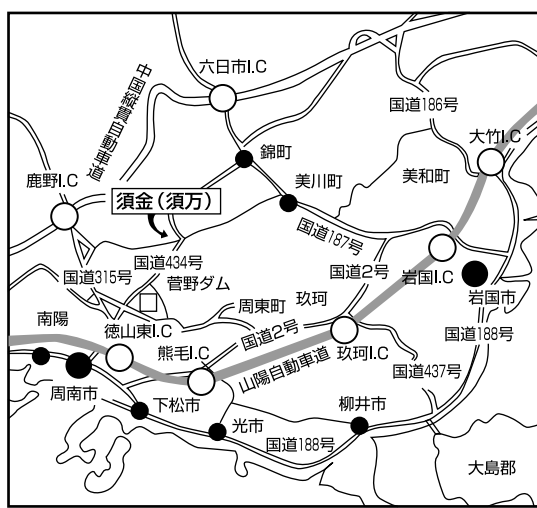 六日市I.C
中国縦貫自動車道
国道186号
大竹I.C
錦町
鹿野I.C
美川町
美和町
須金(須万)
国道187号
国道434号
国道2号
岩国I.C
国道315号
菅野ダム
玖珂
周東町
岩国市
南陽
徳山東I.C
国道2号
国道188号
熊毛I.C
玖珂I.C
山陽自動車道
国道437号
周南市
下松市
柳井市
光市
国道188号
大島郡